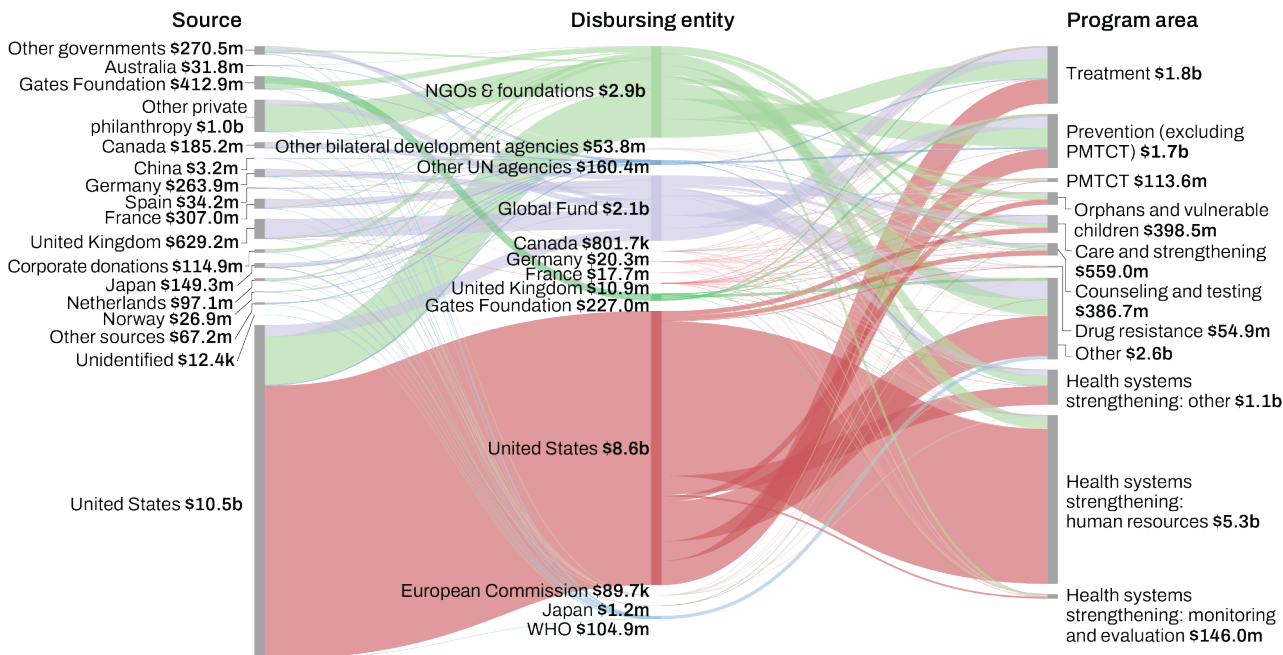 Source
Disbursing entity
Program area
Other governments $270.5m
Australia $31.8m
Gates Foundation $412.9m
Other private
philanthropy $1.0b
Canada $185.2m
China $3.2m
Germany $263.9m
Spain $34.2m
France $307.0m
United Kingdom $629.2m
Corporate donations $114.9m
Japan $149.3m
Netherlands $97.1m
Norway $26.9m
Other sources $67.2m
Unidentified $12.4k
United States $10.5b
NGOs & foundations $2.9b
Other bilateral development agencies $53.8m
Other UN agencies $160.4m
Global Fund $2.1b
Canada $801.7k
Germany $20.3m
France $17.7m
United Kingdom $10.9m
Gates Foundation $227.0m
United States $8.6b
European Commission $89.7k
Japan $1.2m
WHO $104.9m
Treatment $1.8b
Prevention (excluding
PMTCT) $1.7b
PMTCT $113.6m
Orphans and vulnerable
children $398.5m
Care and strengthening
$559.0m
Counseling and testing
$386.7m
Drug resistance $54.9m
Other $2.6b
Health systems
strengthening: other $1.1b
Health systems
strengthening:
human resources $5.3b
Health systems
strengthening: monitoring
and evaluation $146.0m